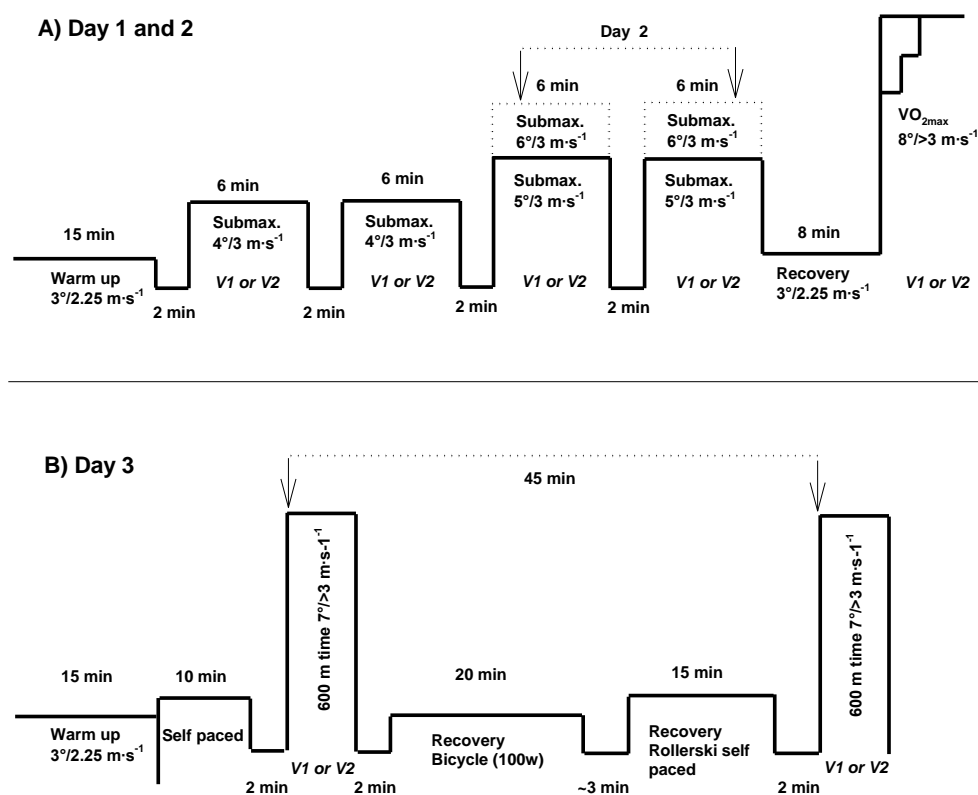 A) Day 1 and 2
Day 2
6 min
6 min
Submax.
6°/3 m·s⁻¹
Submax.
6°/3 m·s⁻¹
VO₂max
8°/>3 m·s⁻¹
6 min
6 min
Submax.
5°/3 m·s⁻¹
Submax.
5°/3 m·s⁻¹
15 min
Submax.
4°/3 m·s⁻¹
Submax.
4°/3 m·s⁻¹
8 min
Warm up
3°/2.25 m·s⁻¹
V1 or V2
V1 or V2
V1 or V2
V1 or V2
Recovery
3°/2.25 m·s⁻¹
V1 or V2
2 min
2 min
2 min
2 min
B) Day 3
45 min
600 m time 7°/>3 m·s-1⁻¹
600 m time 7°/>3 m·s-1⁻¹
15 min
10 min
20 min
15 min
Warm up
3°/2.25 m·s⁻¹
Self paced
Recovery
Bicycle (100w)
Recovery
Rollerski self
paced
V1 or V2
V1 or V2
2 min
2 min
~3 min
2 min